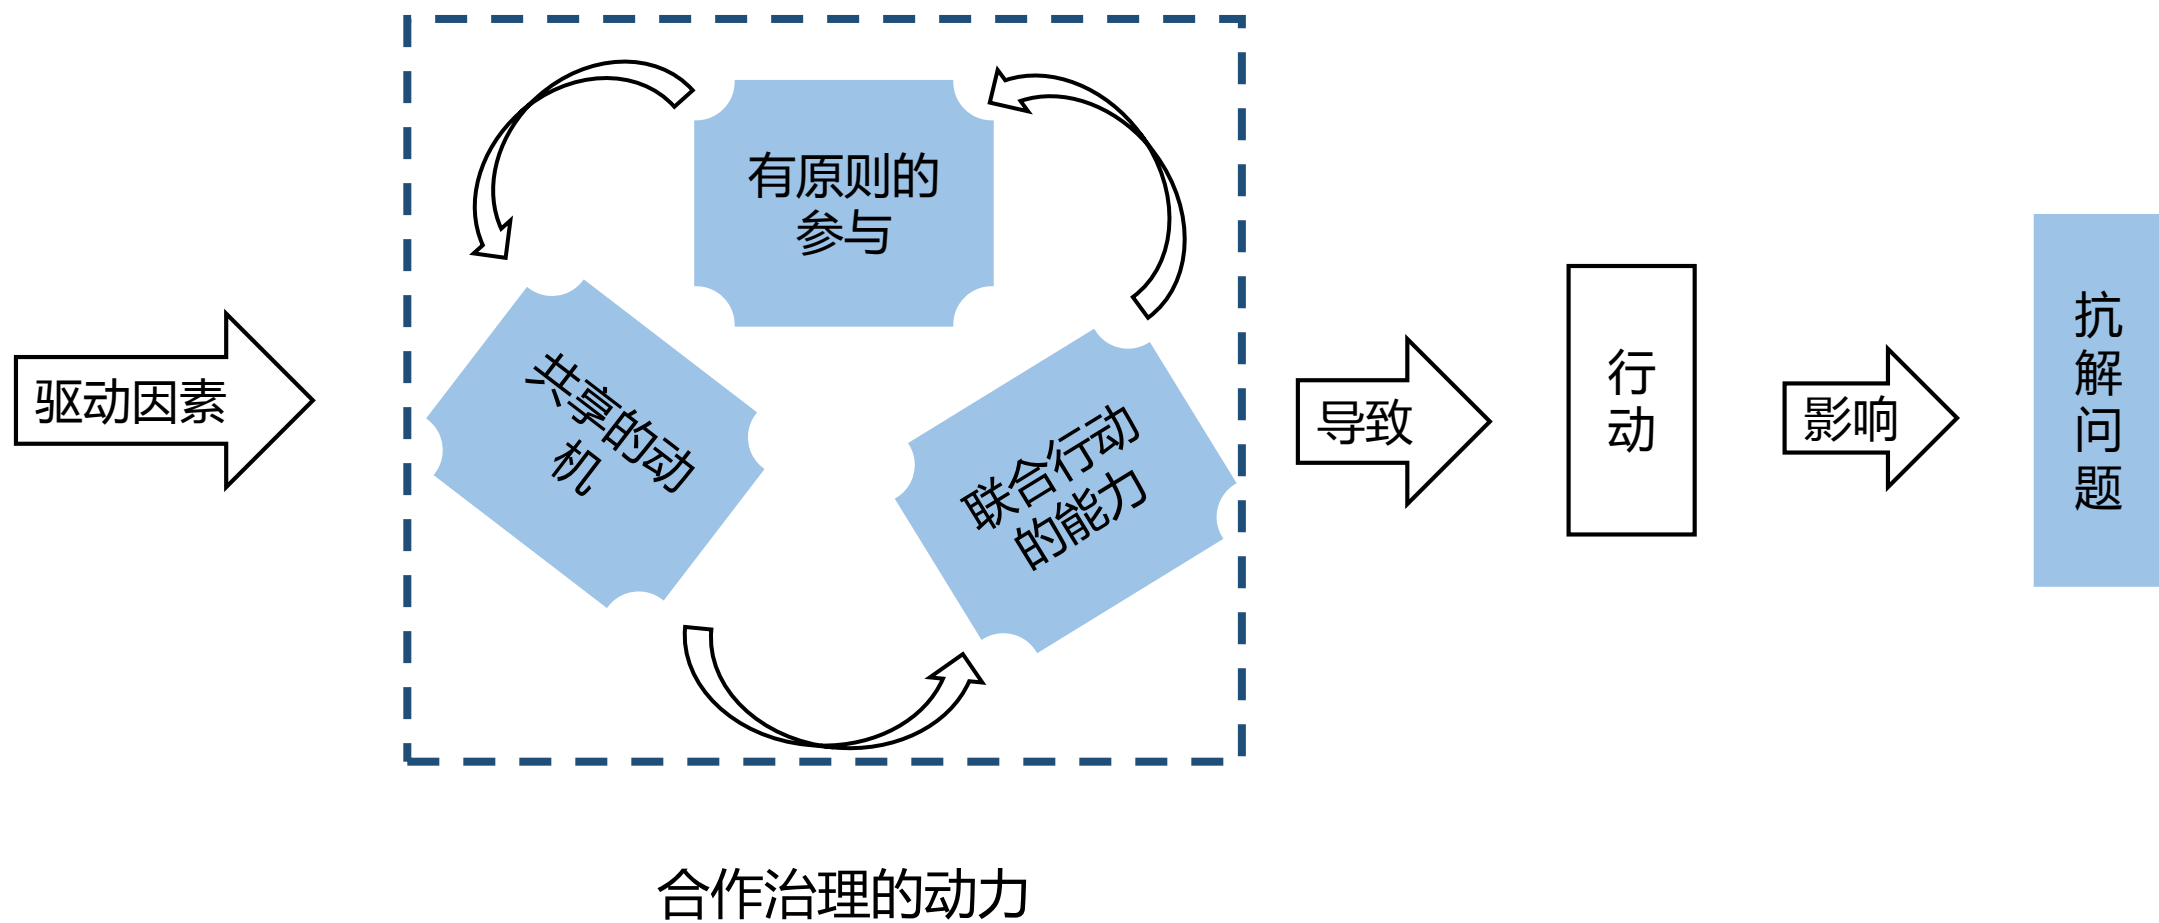 有原则的
参与
驱动因素
共享的动
机
联合行动
的能力
导致
行
动
影响
抗
解
问
题
合作治理的动力